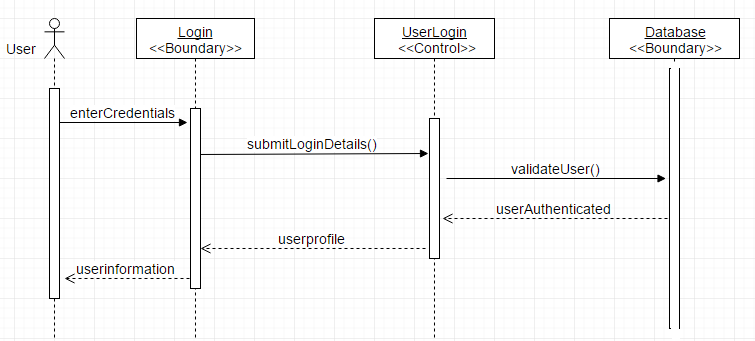 User
Login
<<Boundary>>
UserLogin
<<Control>>
Database
<<Boundary>>
enterCredentials
submitLoginDetails()
validateUser()
userAuthenticated
userprofile
userinformation